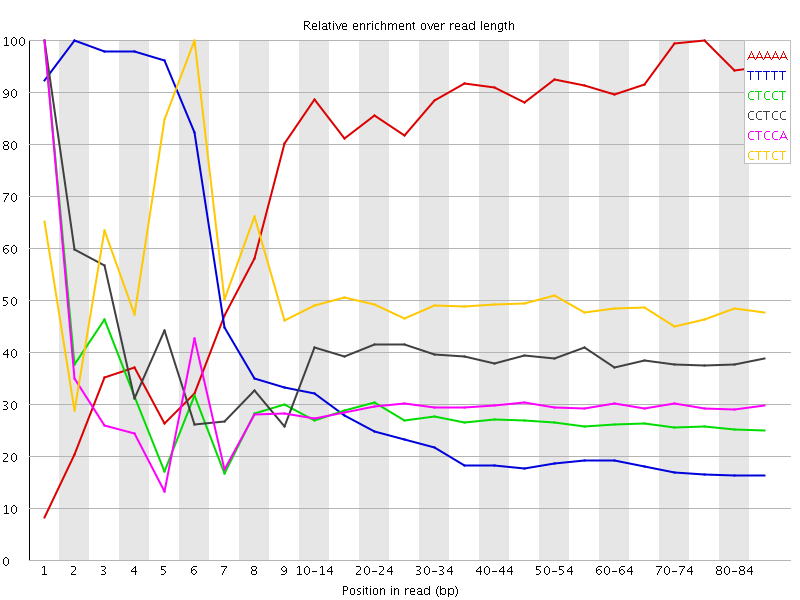 Relative enrichment over read length
100
90
80
70
60
50
40
30
20
10
0
AAAAA
TTTTT
CTCCT
CCTCC
CTCCA
CTTCT
1 2 3 4 5 6 7 8 9 10-14 20-24 30-34 40-44 50-54 60-64 70-74 80-84
Position in read (bp)